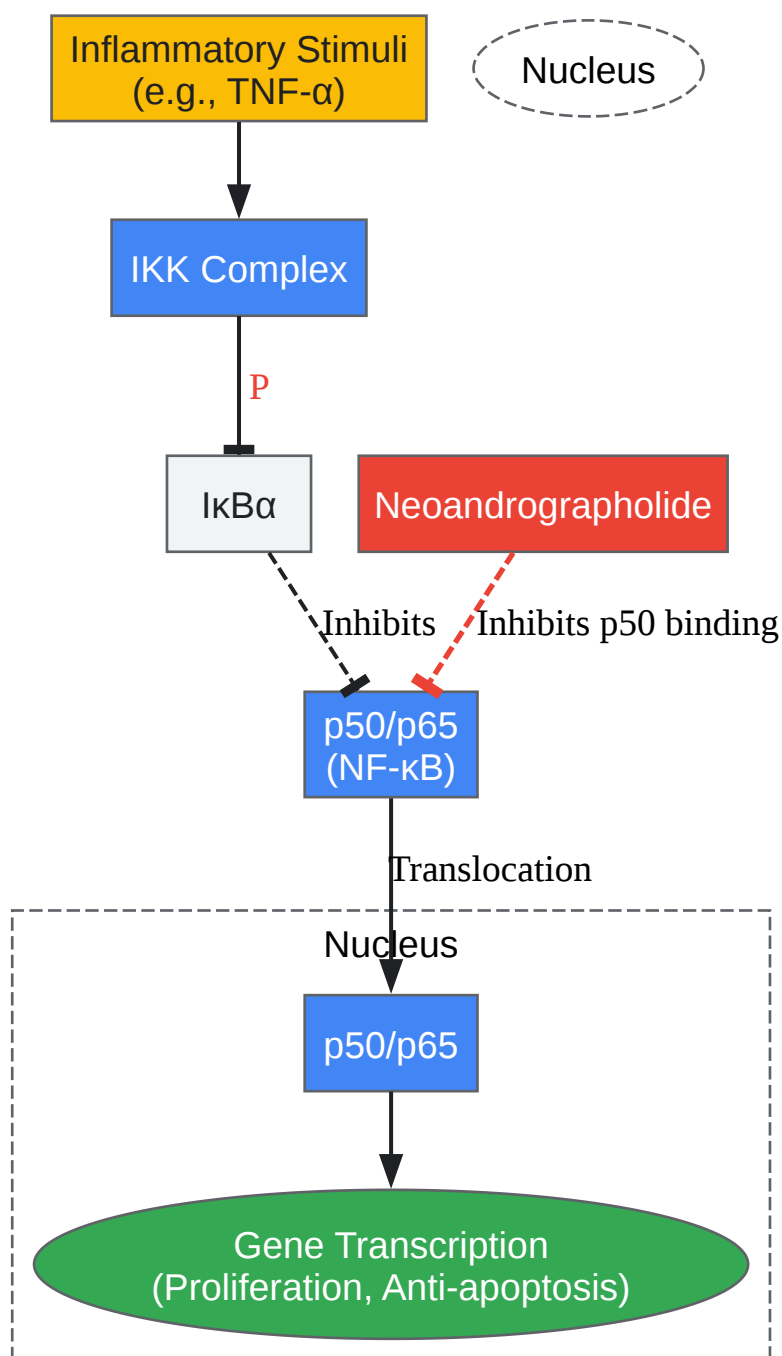 Inflammatory Stimuli
(e.g., TNF-α)
Nucleus
IKK Complex
P
IκBα
Neoandrographolide
Inhibits
Inhibits p50 binding
p50/p65
(NF-κB)
Translocation
Nucleus
p50/p65
Gene Transcription
(Proliferation, Anti-apoptosis)